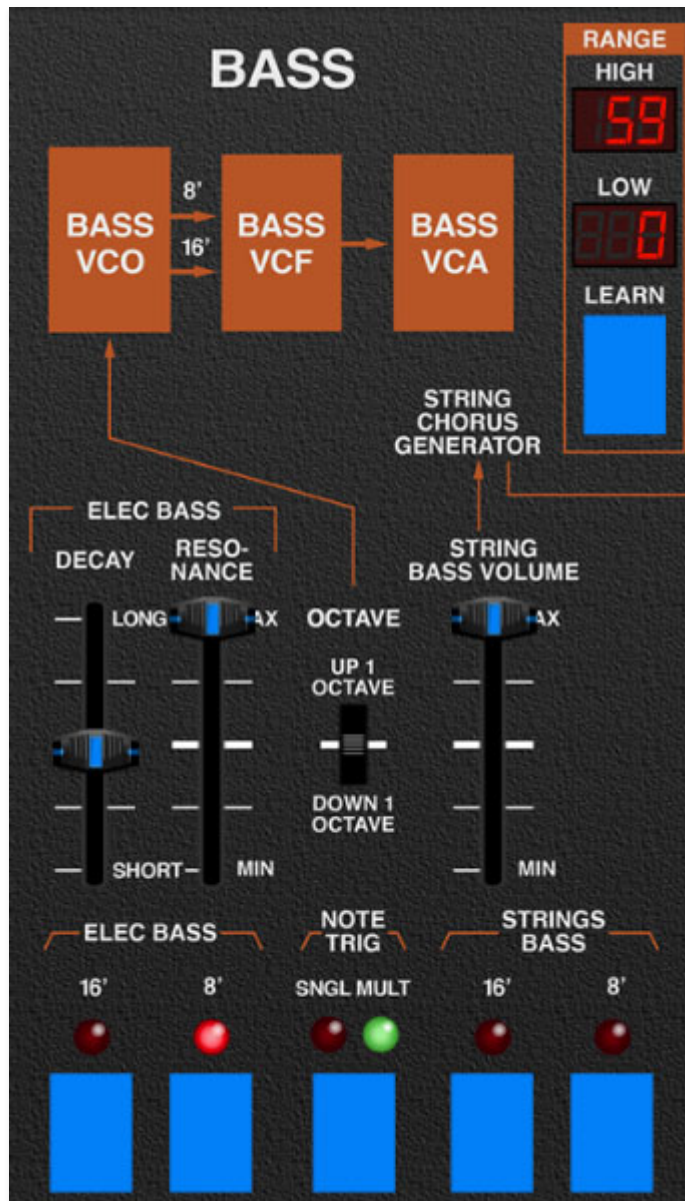 BASS
RANGE
HIGH
59
LOW
0
LEARN
BASS
VCO
8'
16'
BASS
VCF
BASS
VCA
STRING
CHORUS
GENERATOR
ELEC BASS
DECAY
RESO-
NANCE
STRING
BASS VOLUME
LONG
AX
OCTAVE
AX
UP 1
OCTAVE
DOWN 1
OCTAVE
SHORT
MIN
MIN
ELEC BASS
NOTE
TRIG
STRINGS
BASS
16'
8'
SNGL MULT
16'
8'